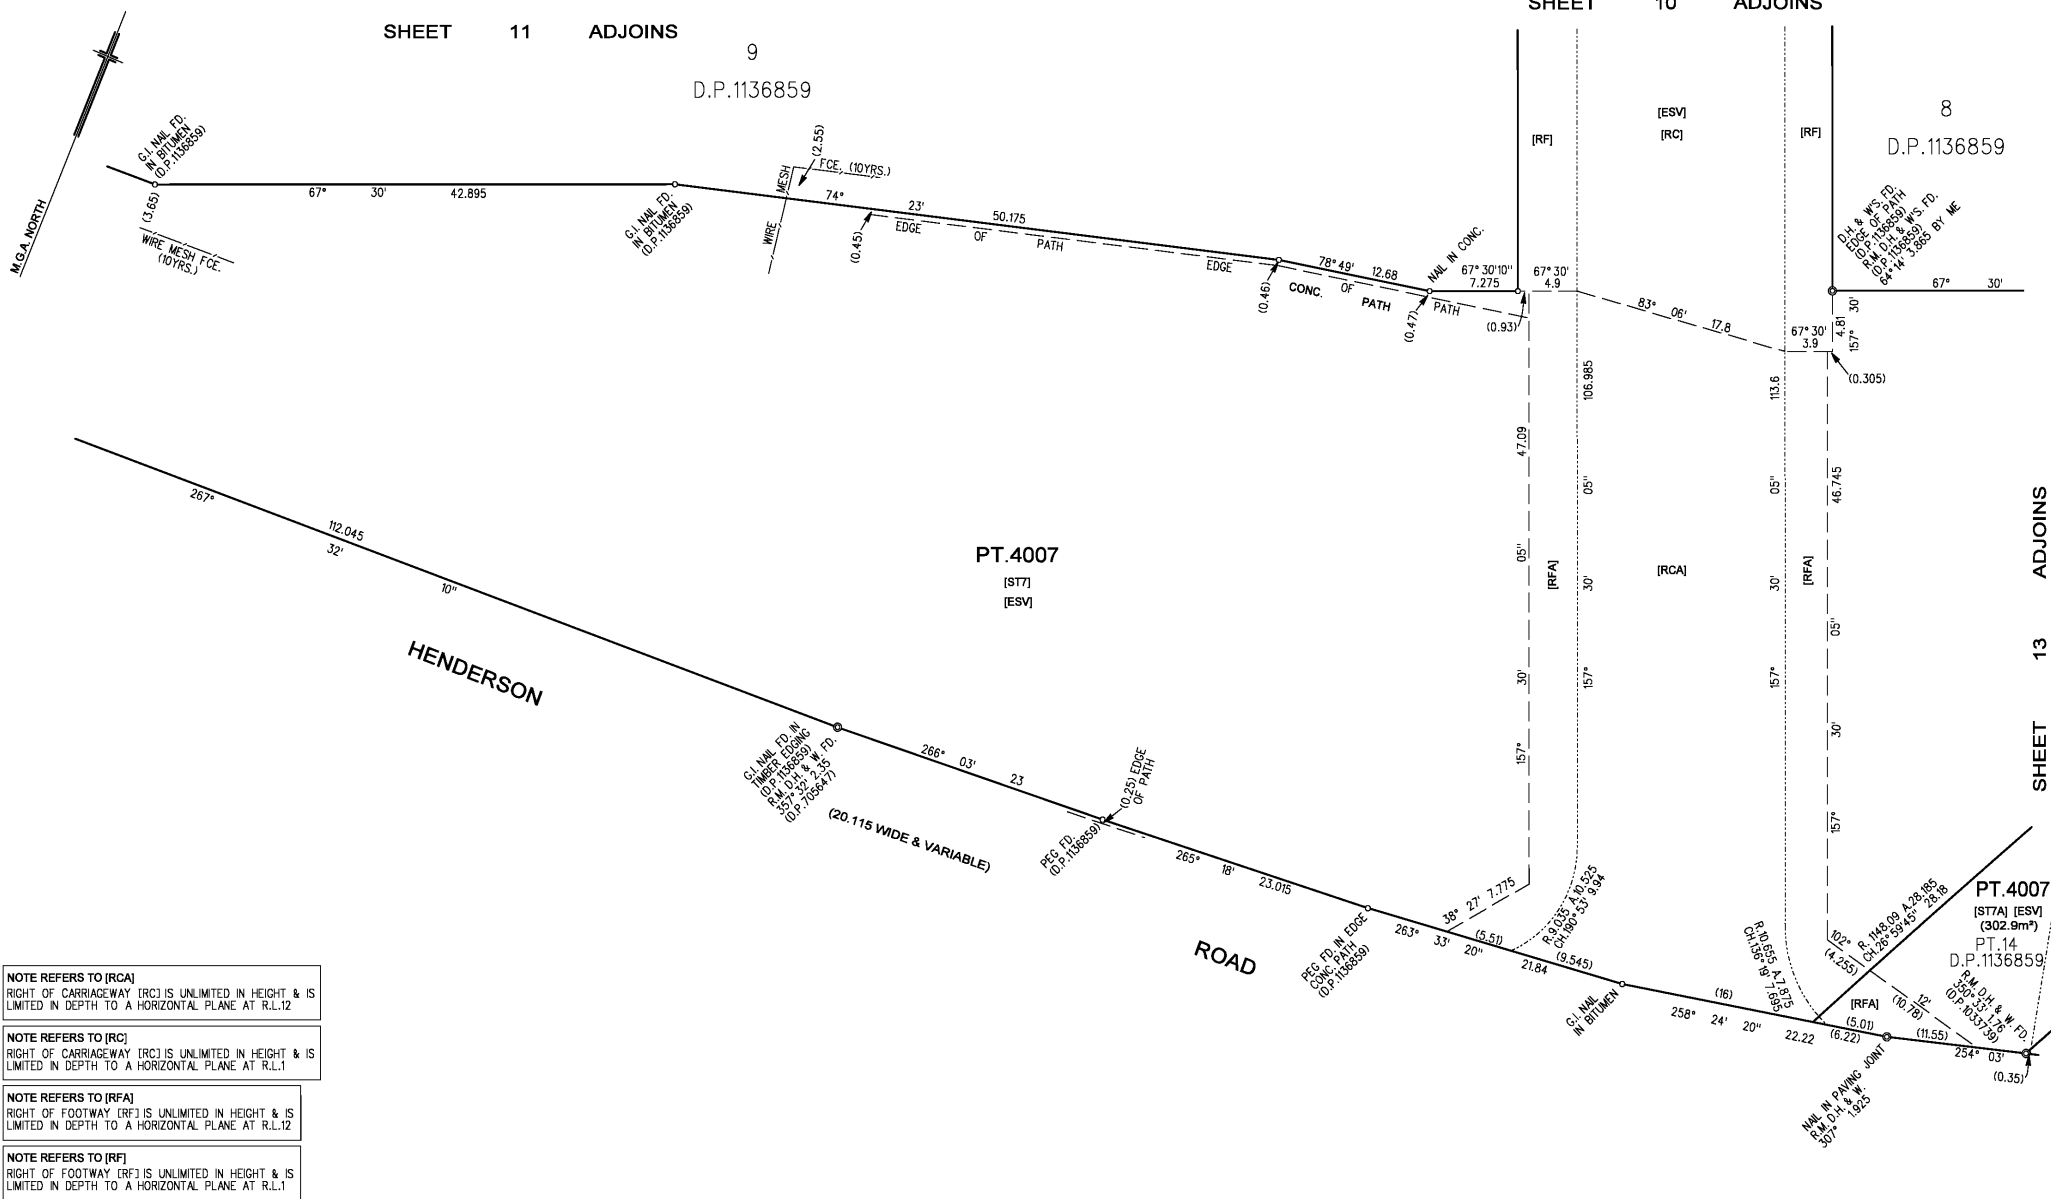 SHEET 11 ADJOINS
SHEET 10 ADJOINS
9
D.P.1136859
8
D.P.1136859
M.G.A. NORTH
G.I. NAIL FD.
IN BITUMEN
(D.P.1136859)
(3.65)
WIRE MESH FCE.
(10YRS.)
67° 30' 42.895
G.I. NAIL FD.
IN BITUMEN
(D.P.1136859)
WIRE MESH FCE, (10YRS.)
(2.55)
74° 23' 50.175
(0.45)
EDGE OF PATH
EDGE OF PATH
(0.46)
CONC. PATH
78° 49' 12.68
NAIL IN CONC.
(0.47)
PATH
67° 30'10"
7.275
(0.93)
67° 30'
4.9
[RF]
[ESV]
[RC]
[RF]
83° 06' 17.8
67° 30'
3.9
(0.305)
4.81
157° 30'
D.H. & W'S. FD.
EDGE OF PATH
(D.P.1136859)
R.M. D.H. & W'S. FD.
(D.P.1136859)
64° 14' 3.865 BY ME
67° 30'
157° 30' 05" 47.09
157° 30' 05" 106.985
157° 30' 05" 113.6
157° 30' 05" 46.745
[RFA]
[RCA]
[RFA]
SHEET 13 ADJOINS
PT.4007
[ST7]
[ESV]
267° 32' 10"
112.045
HENDERSON
ROAD
(20.115 WIDE & VARIABLE)
G.I. NAIL FD. IN
TIMBER EDGING
(D.P.1136859)
R.M. D.H. & W. FD.
357° 32' 2.35
(D.P.705647)
266° 03' 23
(0.25) EDGE
OF PATH
PEG FD.
(D.P.1136859)
265° 18' 23.015
PEG FD. IN EDGE
CONC. PATH
(D.P.1136859)
38° 27' 7.775
263° 33' 20" 21.84
(5.51)
(9.545)
R.9.035 A.10.525
CH.190° 53' 9.94
G.I. NAIL
IN BITUMEN
(16)
258° 24' 20" 22.22
R.10.655 A.7.875
CH.136° 19' 7.695
R. 1148.09 A.28.185
CH.26° 59'45" 28.18
102° 12'
(4.255)
(10.78)
[RFA]
(5.01)
(6.22)
(11.55)
254° 03'
(0.35)
NAIL IN PAVING JOINT
R.M. D.H. & W.
307° 1.925
PT.4007
[ST7A] [ESV]
(302.9m²)
PT.14
D.P.1136859
R.M. D.H. & W. FD.
350° 33' 1.76
(D.P.1033739)
NOTE REFERS TO [RCA]
RIGHT OF CARRIAGEWAY [RC] IS UNLIMITED IN HEIGHT & IS
LIMITED IN DEPTH TO A HORIZONTAL PLANE AT R.L.12
NOTE REFERS TO [RC]
RIGHT OF CARRIAGEWAY [RC] IS UNLIMITED IN HEIGHT & IS
LIMITED IN DEPTH TO A HORIZONTAL PLANE AT R.L.1
NOTE REFERS TO [RFA]
RIGHT OF FOOTWAY [RF] IS UNLIMITED IN HEIGHT & IS
LIMITED IN DEPTH TO A HORIZONTAL PLANE AT R.L.12
NOTE REFERS TO [RF]
RIGHT OF FOOTWAY [RF] IS UNLIMITED IN HEIGHT & IS
LIMITED IN DEPTH TO A HORIZONTAL PLANE AT R.L.1